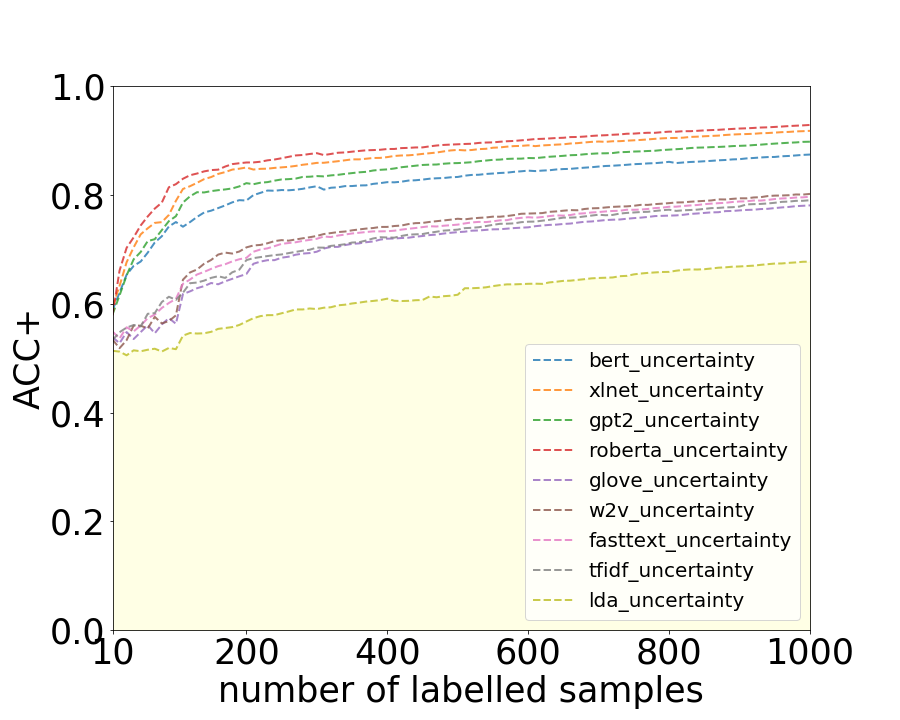 1.0
0.8
0.6
0.4
0.2
0.0
ACC+
bert_uncertainty
xlnet_uncertainty
gpt2_uncertainty
roberta_uncertainty
glove_uncertainty
w2v_uncertainty
fasttext_uncertainty
tfidf_uncertainty
lda_uncertainty
10 200 400 600 800 1000
number of labelled samples